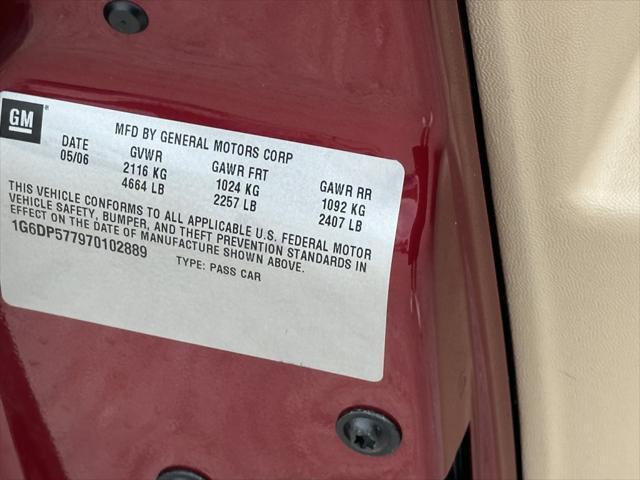 GM
MFD BY GENERAL MOTORS CORP
DATE GVWR GAWR FRT GAWR RR
05/06 2116 KG 1024 KG 1092 KG
4664 LB 2257 LB 2407 LB
THIS VEHICLE CONFORMS TO ALL APPLICABLE U.S. FEDERAL MOTOR
VEHICLE SAFETY, BUMPER, AND THEFT PREVENTION STANDARDS IN
EFFECT ON THE DATE OF MANUFACTURE SHOWN ABOVE.
1G6DP577970102889 TYPE: PASS CAR